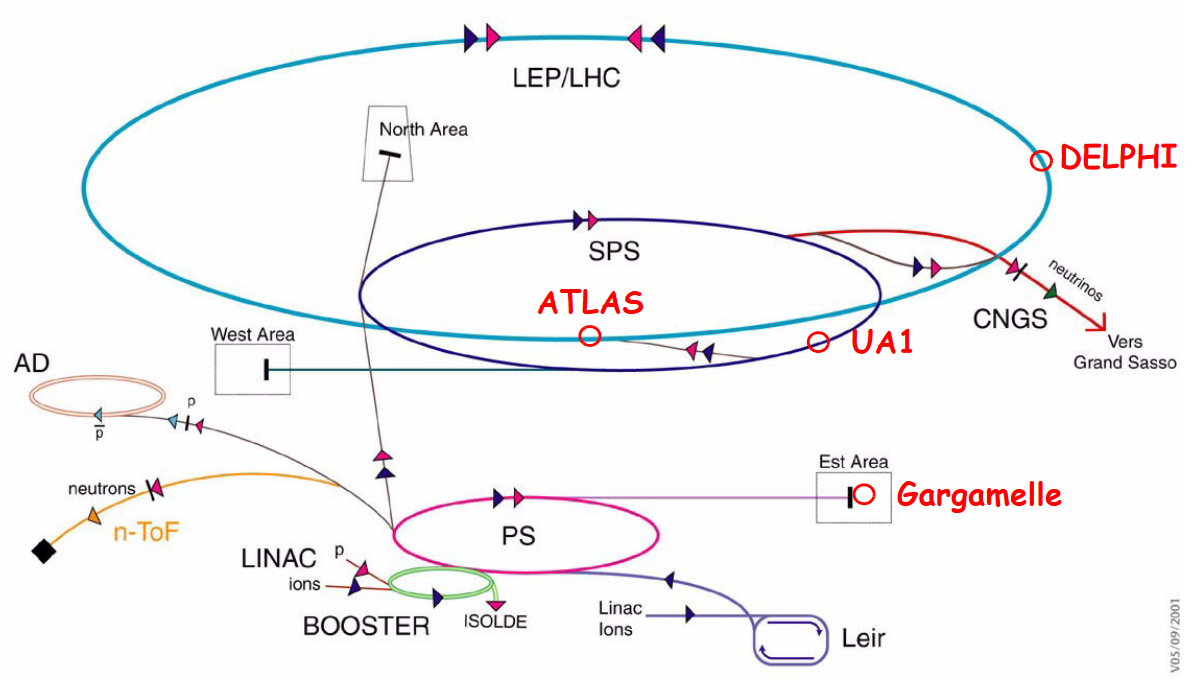 LEP/LHC
North Area
DELPHI
SPS
ATLAS
UA1
neutrinos
CNGS
Vers
Grand Sasso
West Area
AD
p
p
neutrons
n-ToF
Est Area
Gargamelle
PS
LINAC
p
ions
BOOSTER
ISOLDE
Linac
Ions
Leir
V05/09/2001